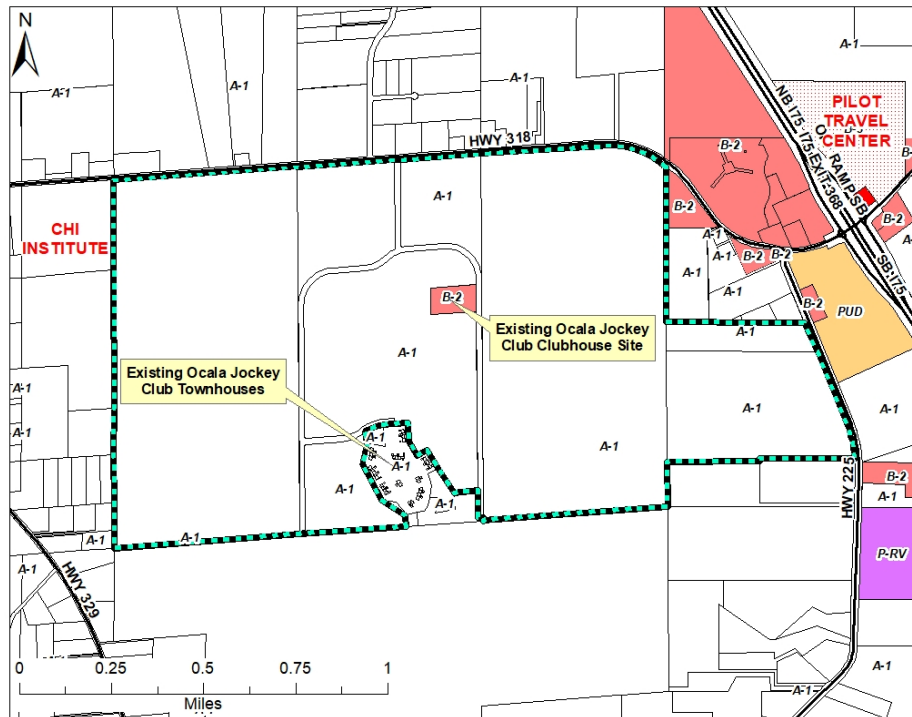 N
A-1
A-1
A-1
A-1
HWY 318
NB I75
I75
EXIT:368
RAMP
SB
PILOT
TRAVEL
CENTER
B-2
B-2
CHI
INSTITUTE
A-1
B-2
A-1
A-1
B-2
B-2
SB I75
A-1
A-1
B-2
Existing Ocala Jockey
Club Clubhouse Site
B-2
PUD
A-1
A-1
Existing Ocala Jockey
Club Townhouses
A-1
A-1
A-1
A-1
A-1
A-1
A-1
A-1
B-2
A-1
HWY 225
A-1
A-1
A-1
P-RV
HWY 329
A-1
A-1
0
0.25
0.5
0.75
1
Miles